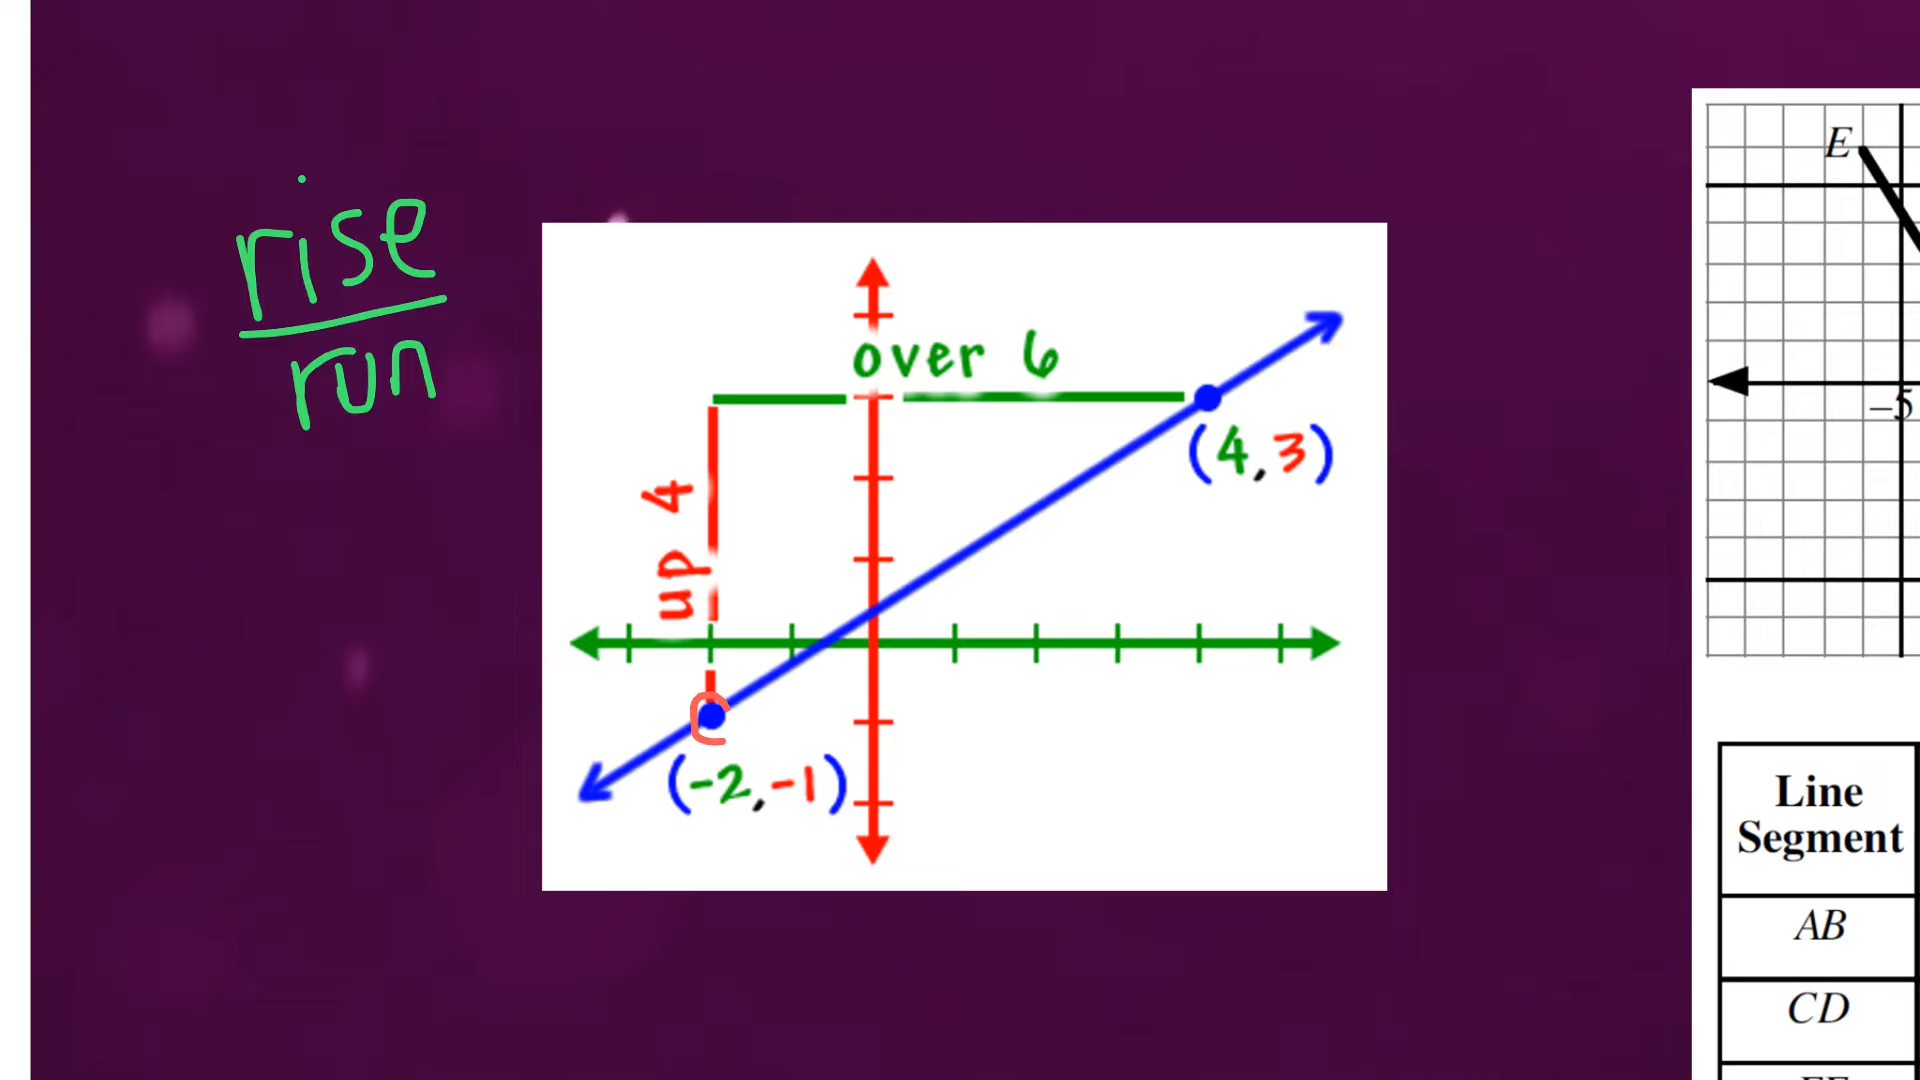 rise
run
over 6
up 4
(4,3)
(-2,-1)
E
–5
Line
Segment
AB
CD